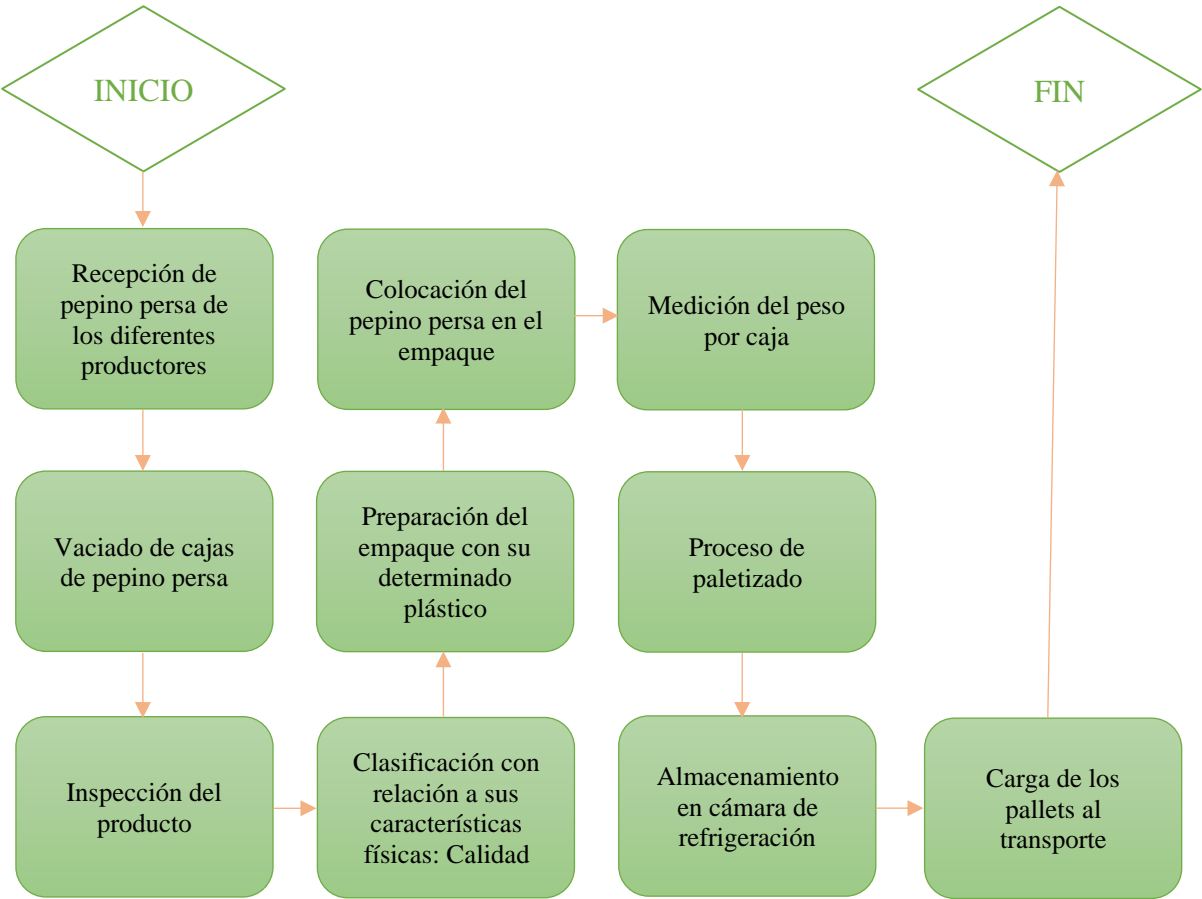 INICIO
Recepción de
pepino persa de
los diferentes
productores
Vaciado de cajas
de pepino persa
Inspección del
producto
Clasificación con
relación a sus
características
físicas: Calidad
Preparación del
empaque con su
determinado
plástico
Colocación del
pepino persa en el
empaque
Medición del peso
por caja
Proceso de
paletizado
Almacenamiento
en cámara de
refrigeración
Carga de los
pallets al
transporte
FIN